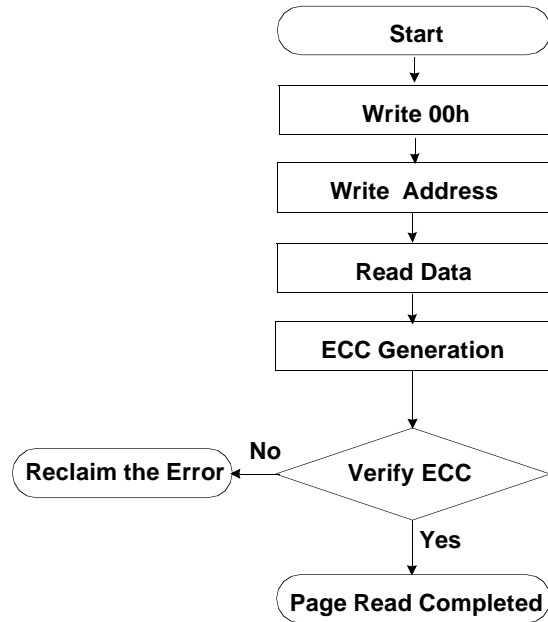 Start
Write 00h
Write Address
Read Data
ECC Generation
No
Reclaim the Error
Verify ECC
Yes
Page Read Completed